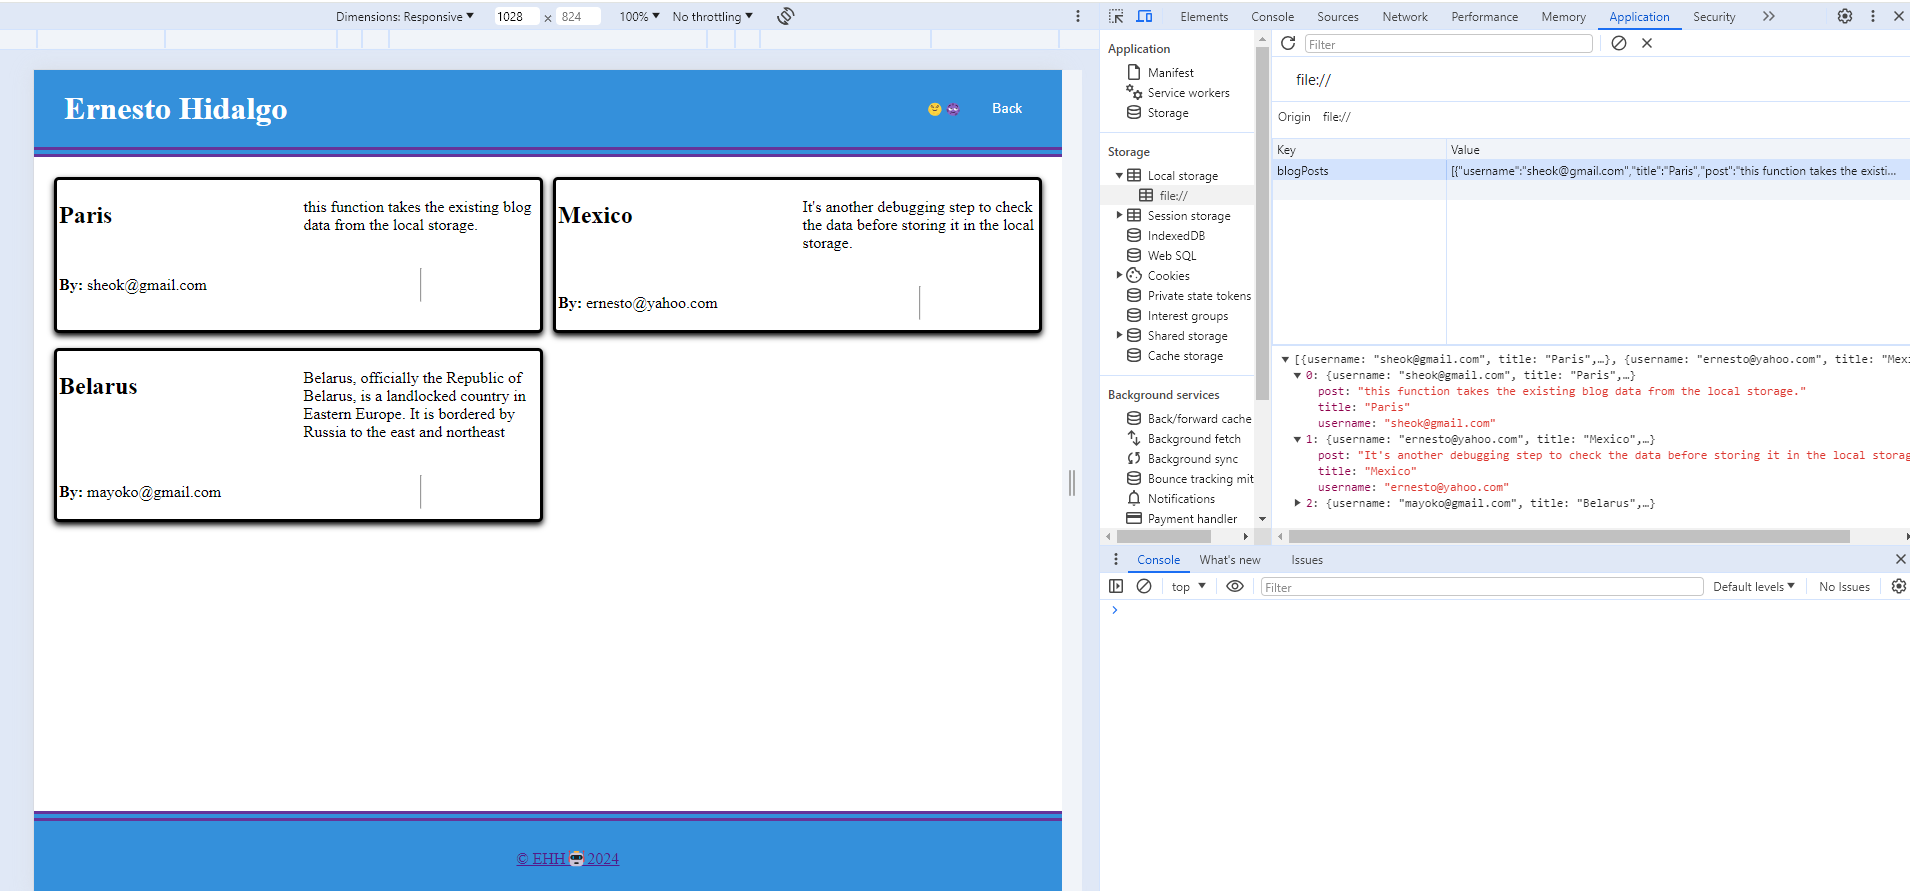 Dimensions: Responsive ▼ 1028 × 824 100% ▼ No throttling ▼
Ernesto Hidalgo
Back
Paris
this function takes the existing blog
data from the local storage.
By: sheok@gmail.com
Mexico
It's another debugging step to check
the data before storing it in the local
storage.
By: ernesto@yahoo.com
Belarus
Belarus, officially the Republic of
Belarus, is a landlocked country in
Eastern Europe. It is bordered by
Russia to the east and northeast
By: mayoko@gmail.com
© EHH🤖2024
Elements Console Sources Network Performance Memory Application Security
Application
Manifest
Service workers
Storage
Storage
Local storage
file://
Session storage
IndexedDB
Web SQL
Cookies
Private state tokens
Interest groups
Shared storage
Cache storage
Background services
Back/forward cache
Background fetch
Background sync
Bounce tracking mit
Notifications
Payment handler
Filter
file://
Origin file://
Key Value
blogPosts [{"username":"sheok@gmail.com","title":"Paris","post":"this function takes the existi...
▼ [{username: "sheok@gmail.com", title: "Paris",…}, {username: "ernesto@yahoo.com", title: "Mexi
▼ 0: {username: "sheok@gmail.com", title: "Paris",…}
post: "this function takes the existing blog data from the local storage."
title: "Paris"
username: "sheok@gmail.com"
▼ 1: {username: "ernesto@yahoo.com", title: "Mexico",…}
post: "It's another debugging step to check the data before storing it in the local storag
title: "Mexico"
username: "ernesto@yahoo.com"
▶ 2: {username: "mayoko@gmail.com", title: "Belarus",…}
Console What's new Issues
top ▼ Filter Default levels ▼ No Issues